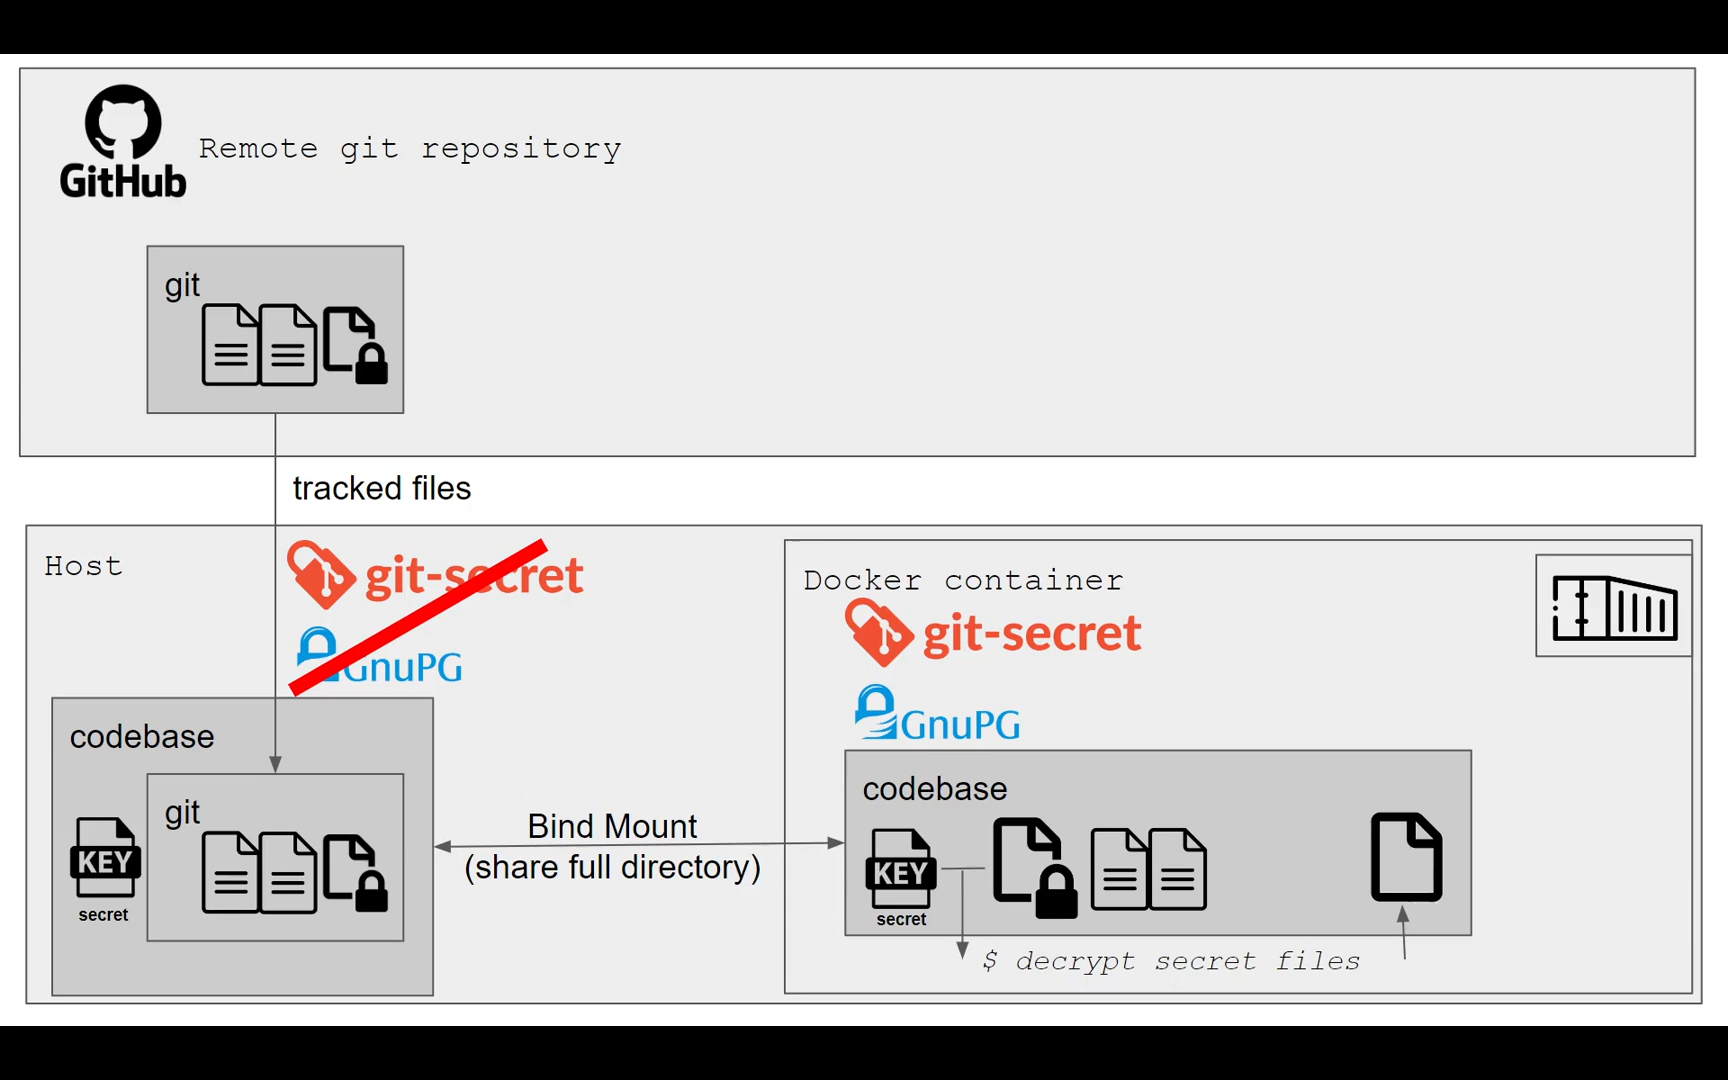 GitHub
Remote git repository
git
tracked files
Host
git-secret
GnuPG
codebase
git
KEY
secret
Bind Mount
(share full directory)
Docker container
git-secret
GnuPG
codebase
KEY
secret
$ decrypt secret files